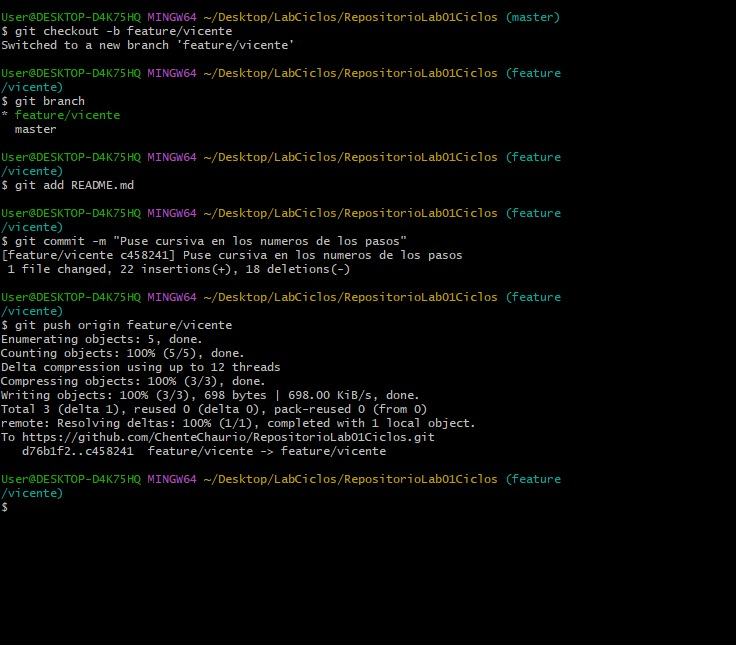 User@DESKTOP-D4K75HQ MINGW64 ~/Desktop/LabCiclos/RepositorioLab01Ciclos (master)
$ git checkout -b feature/vicente
Switched to a new branch 'feature/vicente'
User@DESKTOP-D4K75HQ MINGW64 ~/Desktop/LabCiclos/RepositorioLab01Ciclos (feature
/vicente)
$ git branch
* feature/vicente
  master
User@DESKTOP-D4K75HQ MINGW64 ~/Desktop/LabCiclos/RepositorioLab01Ciclos (feature
/vicente)
$ git add README.md
User@DESKTOP-D4K75HQ MINGW64 ~/Desktop/LabCiclos/RepositorioLab01Ciclos (feature
/vicente)
$ git commit -m "Puse cursiva en los numeros de los pasos"
[feature/vicente c458241] Puse cursiva en los numeros de los pasos
 1 file changed, 22 insertions(+), 18 deletions(-)
User@DESKTOP-D4K75HQ MINGW64 ~/Desktop/LabCiclos/RepositorioLab01Ciclos (feature
/vicente)
$ git push origin feature/vicente
Enumerating objects: 5, done.
Counting objects: 100% (5/5), done.
Delta compression using up to 12 threads
Compressing objects: 100% (3/3), done.
Writing objects: 100% (3/3), 698 bytes | 698.00 KiB/s, done.
Total 3 (delta 1), reused 0 (delta 0), pack-reused 0 (from 0)
remote: Resolving deltas: 100% (1/1), completed with 1 local object.
To https://github.com/ChenteChaurio/RepositorioLab01Ciclos.git
   d76b1f2..c458241  feature/vicente -> feature/vicente
User@DESKTOP-D4K75HQ MINGW64 ~/Desktop/LabCiclos/RepositorioLab01Ciclos (feature
/vicente)
$